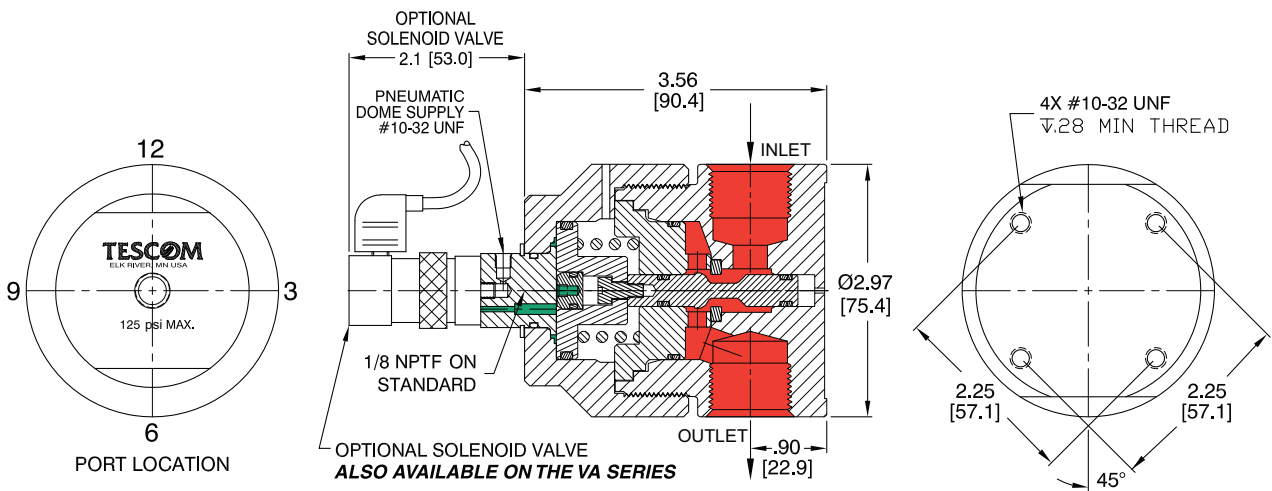 OPTIONAL
SOLENOID VALVE
2.1 [53.0]
PNEUMATIC
DOME SUPPLY
#10-32 UNF
3.56
[90.4]
INLET
4X #10-32 UNF
↧.28 MIN THREAD
12
9
3
6
TESCOM
ELK RIVER, MN USA
125 psi MAX.
PORT LOCATION
Ø2.97
[75.4]
1/8 NPTF ON
STANDARD
OUTLET
.90
[22.9]
OPTIONAL SOLENOID VALVE
ALSO AVAILABLE ON THE VA SERIES
2.25
[57.1]
2.25
[57.1]
45°